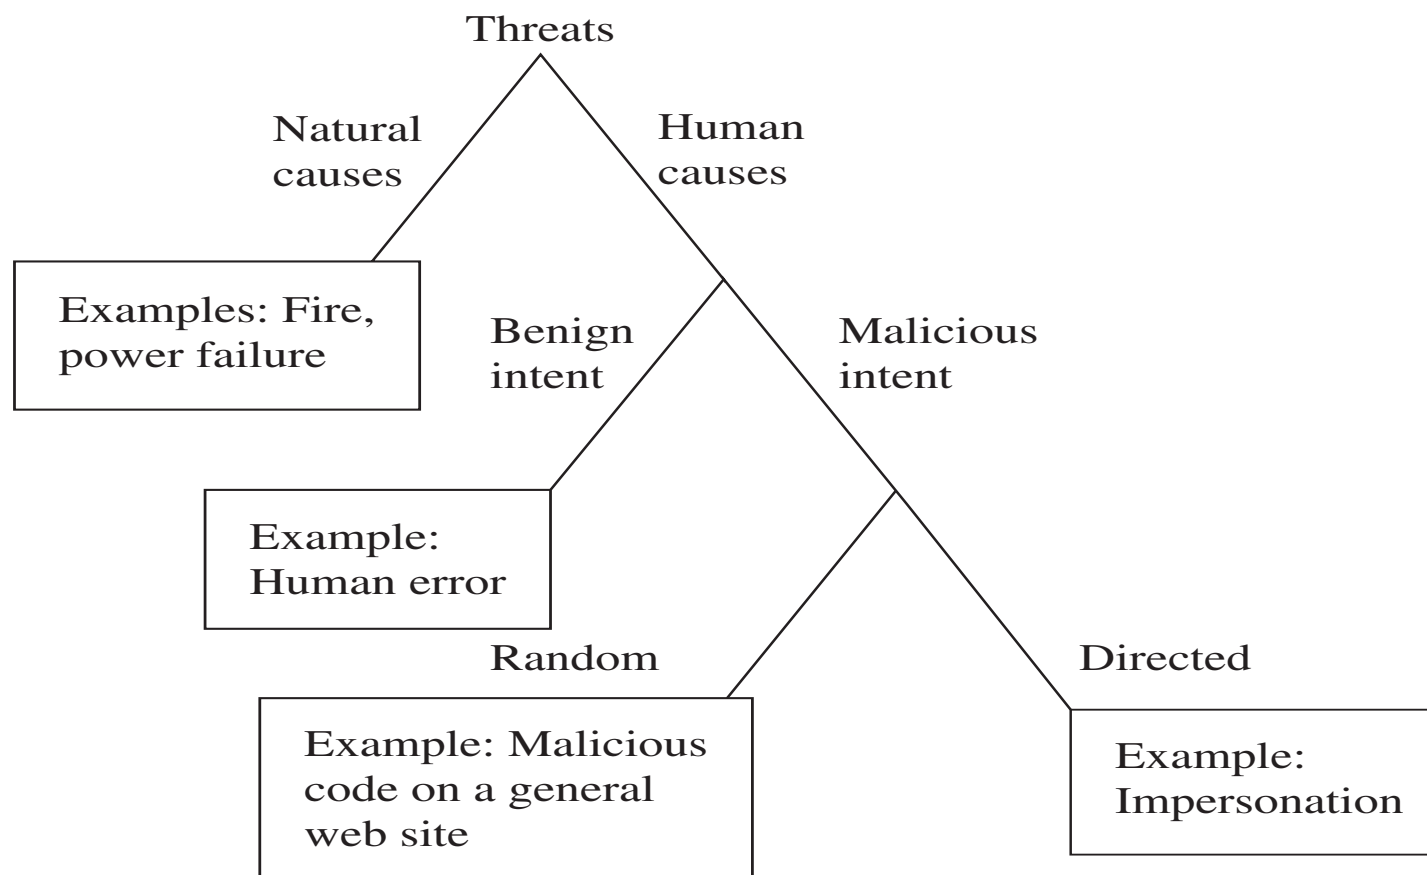 Threats
Natural
causes
Human
causes
Examples: Fire,
power failure
Benign
intent
Malicious
intent
Example:
Human error
Random
Directed
Example: Malicious
code on a general
web site
Example:
Impersonation